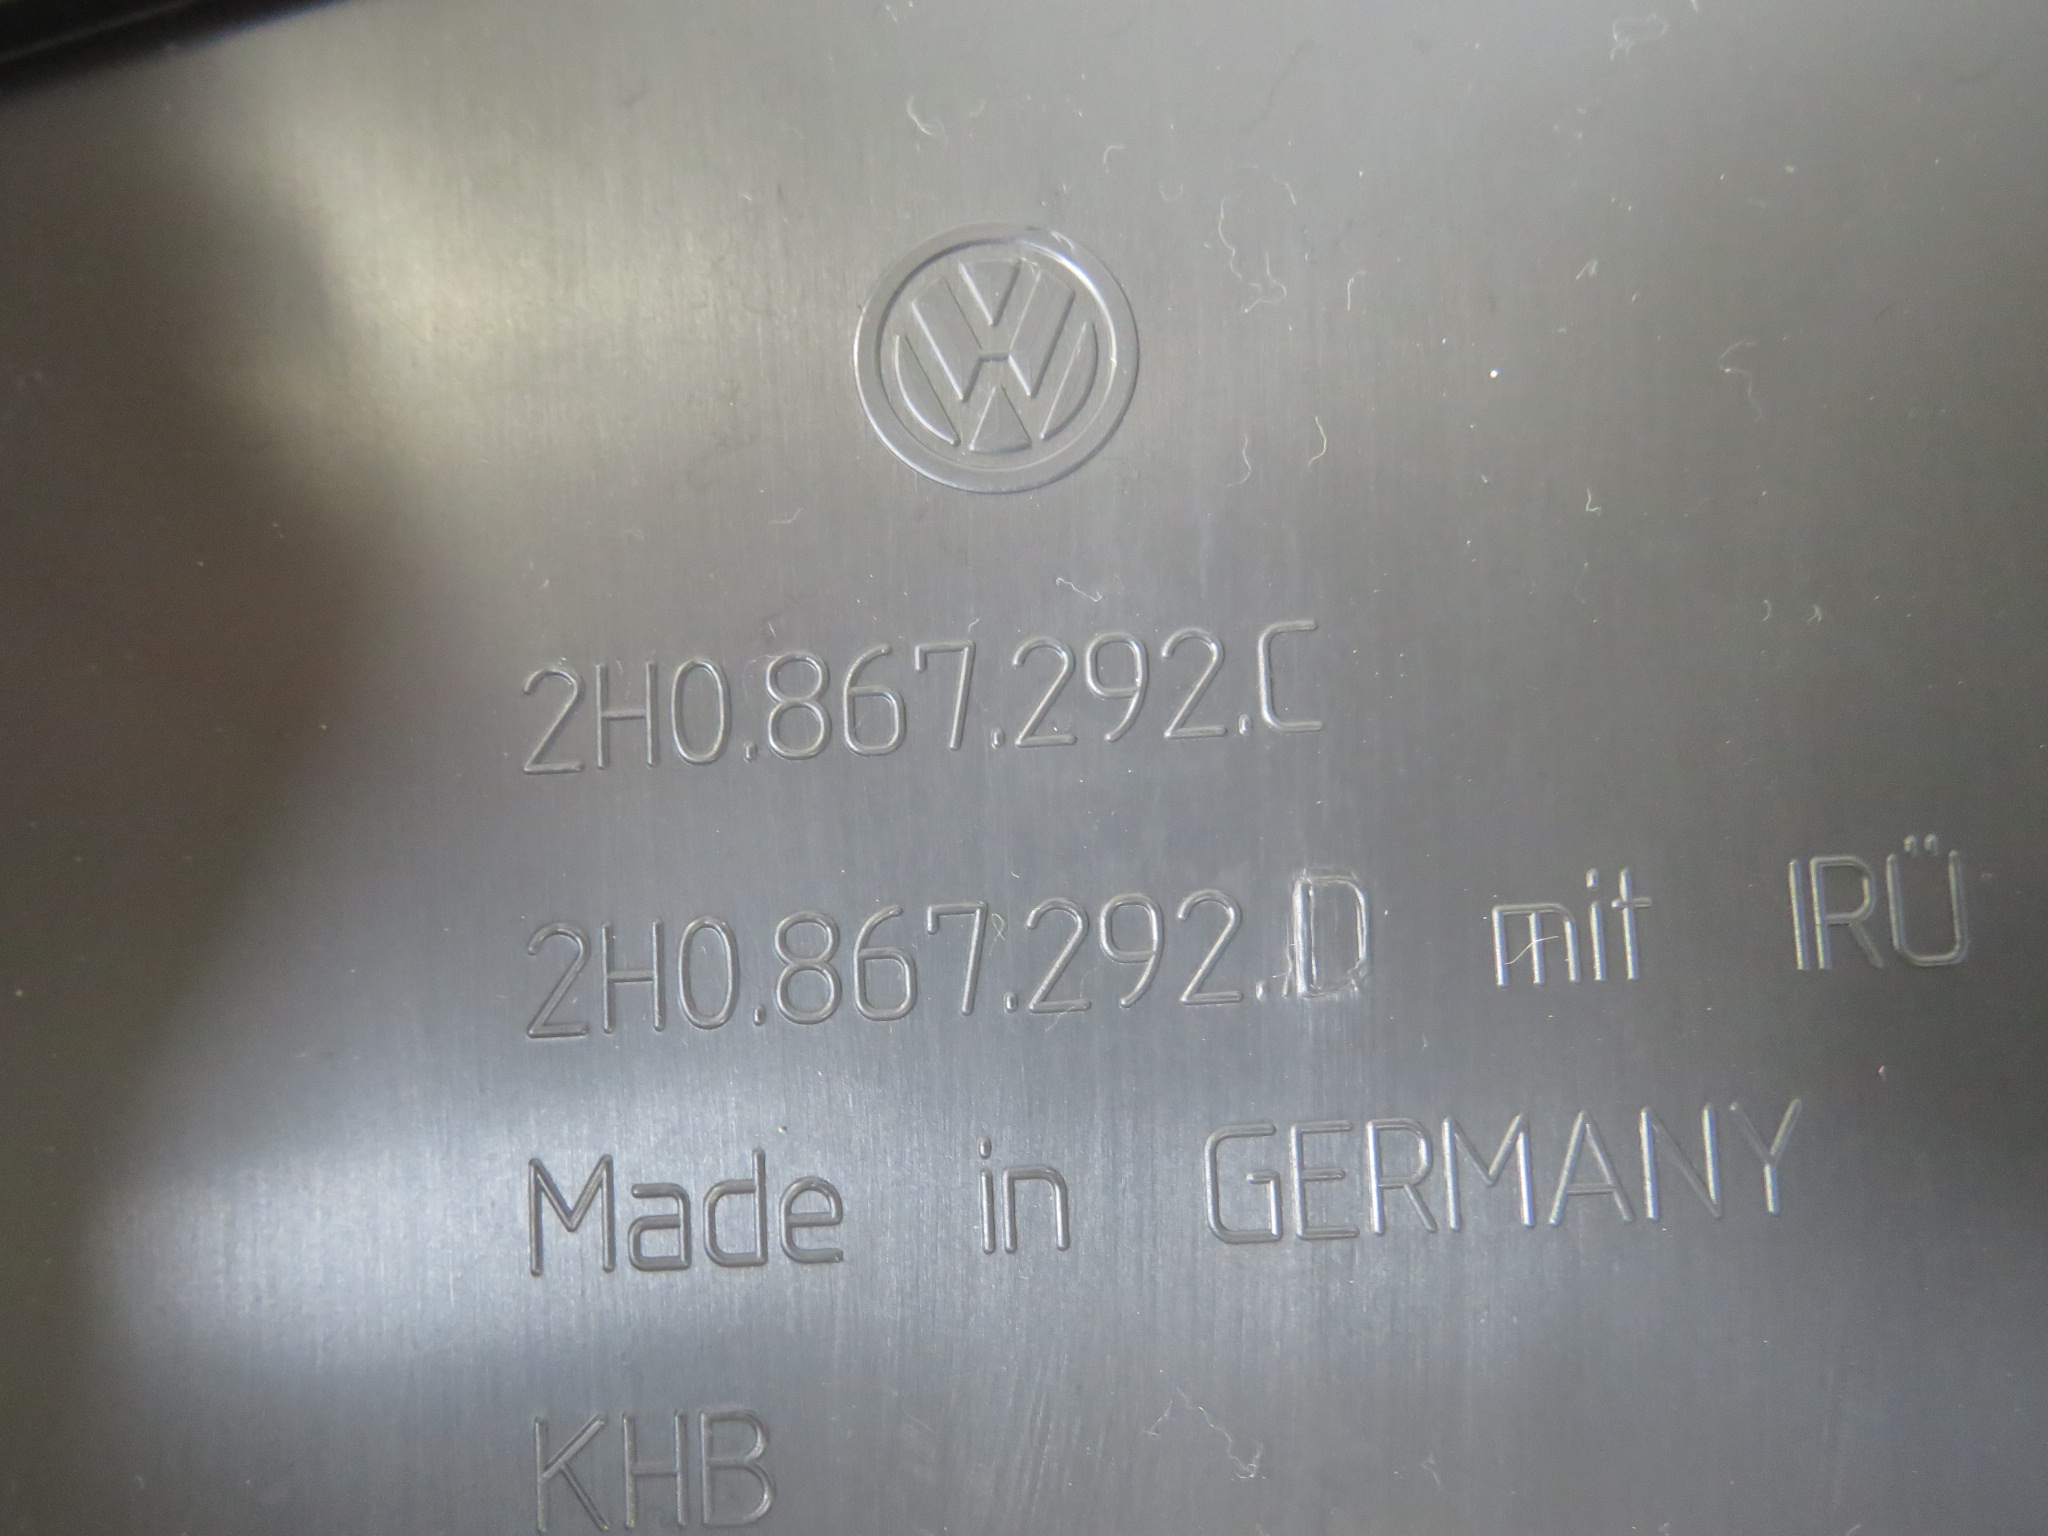 2H0.867.292.C
2H0.867.292.D mit IRÜ
Made in GERMANY
KHB